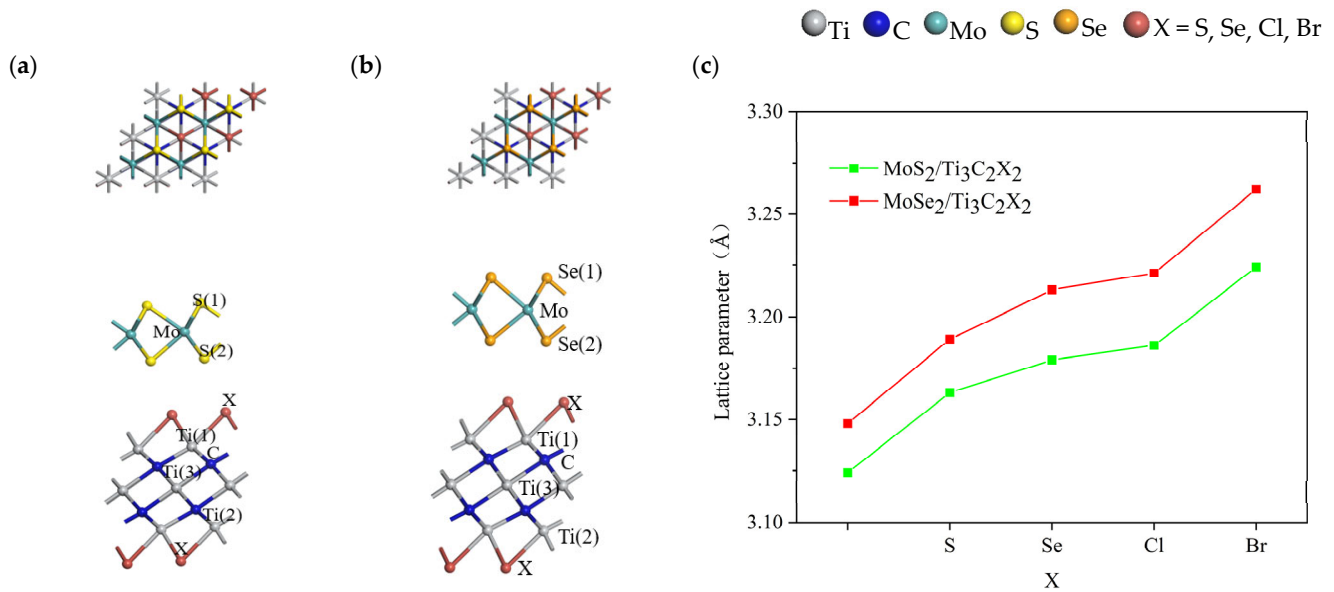 Ti C Mo S Se X = S, Se, Cl, Br
(a)
S(1)
Mo
S(2)
X
Ti(1)
C
Ti(3)
Ti(2)
X
(b)
Se(1)
Mo
Se(2)
X
Ti(1)
C
Ti(3)
Ti(2)
X
(c)
MoS2/Ti3C2X2
MoSe2/Ti3C2X2
Lattice parameter (Å)
3.30
3.25
3.20
3.15
3.10
S Se Cl Br
X